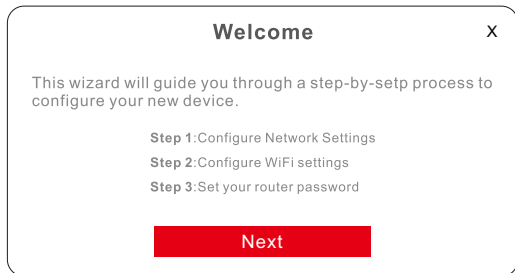 Welcome
X
This wizard will guide you through a step-by-setp process to
configure your new device.
Step 1:Configure Network Settings
Step 2:Configure WiFi settings
Step 3:Set your router password
Next